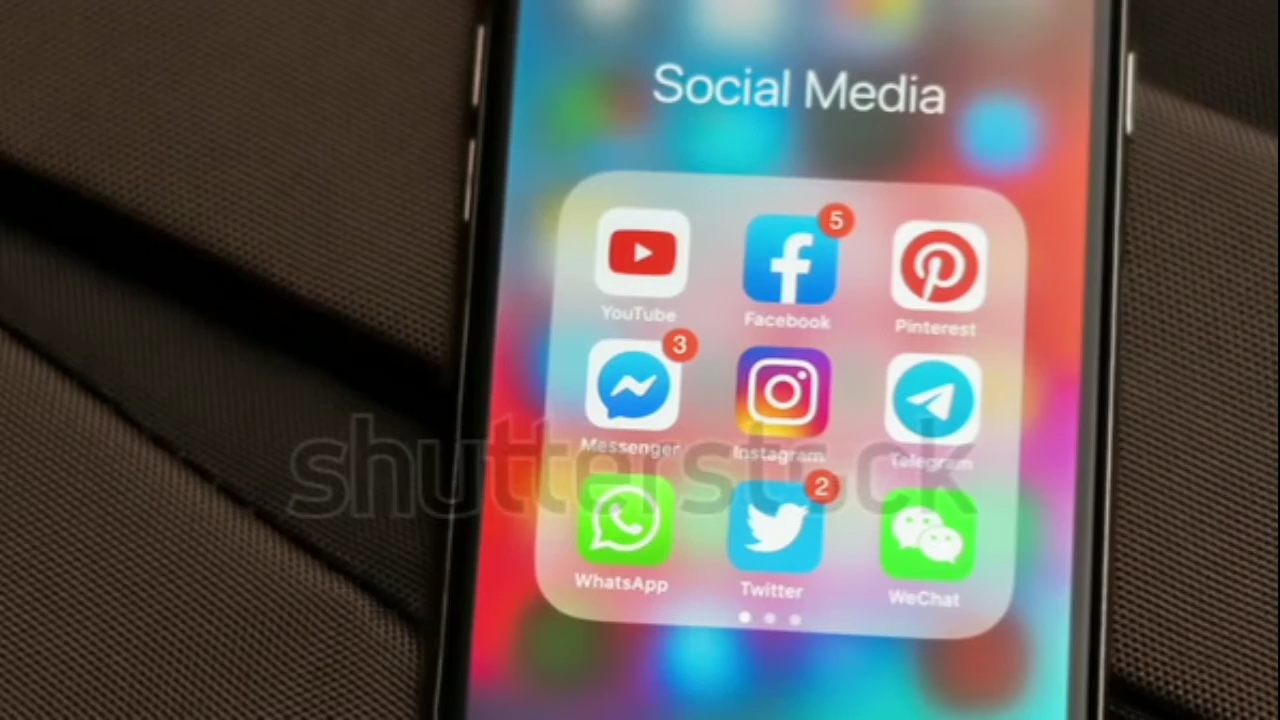 Social Media
5
YouTube Facebook Pinterest
3
Messenger Instagram Telegram
2
WhatsApp Twitter WeChat
shutterstock